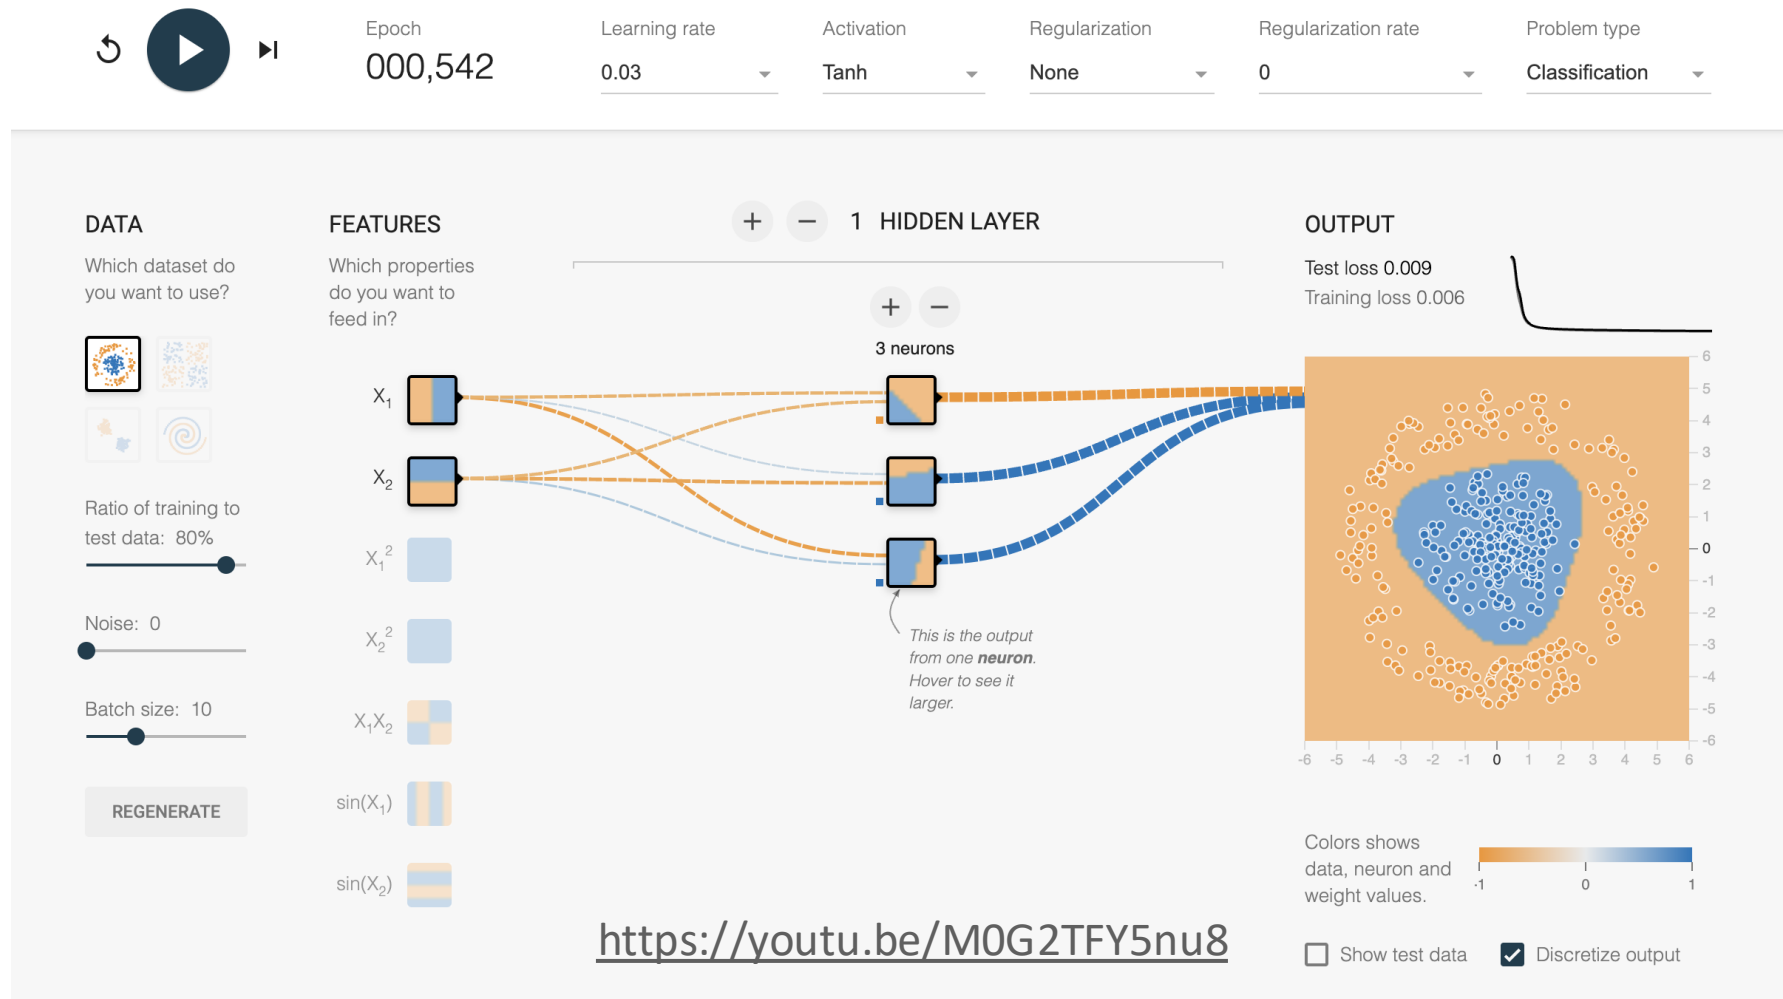 Epoch
000,542
Learning rate
0.03
Activation
Tanh
Regularization
None
Regularization rate
0
Problem type
Classification
DATA
Which dataset do
you want to use?
Ratio of training to
test data: 80%
Noise: 0
Batch size: 10
REGENERATE
FEATURES
Which properties
do you want to
feed in?
X1
X2
X1²
X2²
X1X2
sin(X1)
sin(X2)
1 HIDDEN LAYER
3 neurons
This is the output
from one neuron.
Hover to see it
larger.
OUTPUT
Test loss 0.009
Training loss 0.006
6
5
4
3
2
1
0
-1
-2
-3
-4
-5
-6
-6 -5 -4 -3 -2 -1 0 1 2 3 4 5 6
Colors shows
data, neuron and
weight values.
-1 0 1
Show test data
Discretize output
https://youtu.be/M0G2TFY5nu8